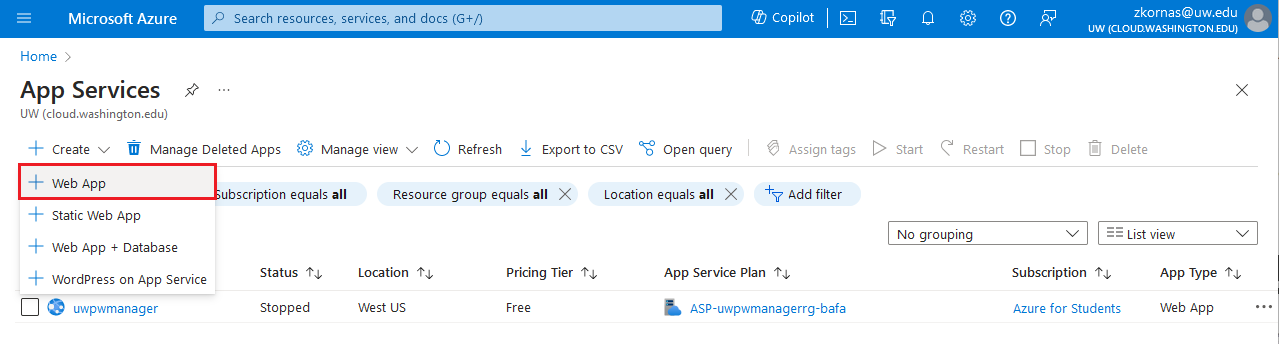 Microsoft Azure
Search resources, services, and docs (G+/)
Copilot
zkornas@uw.edu
UW (CLOUD.WASHINGTON.EDU)
Home
App Services
UW (cloud.washington.edu)
Create Manage Deleted Apps Manage view Refresh Export to CSV Open query Assign tags Start Restart Stop Delete
Web App
Subscription equals all Resource group equals all Location equals all Add filter
Static Web App
No grouping List view
Web App + Database
WordPress on App Service
Status Location Pricing Tier App Service Plan Subscription App Type
uwpwmanager Stopped West US Free ASP-uwpwmanagerrg-bafa Azure for Students Web App